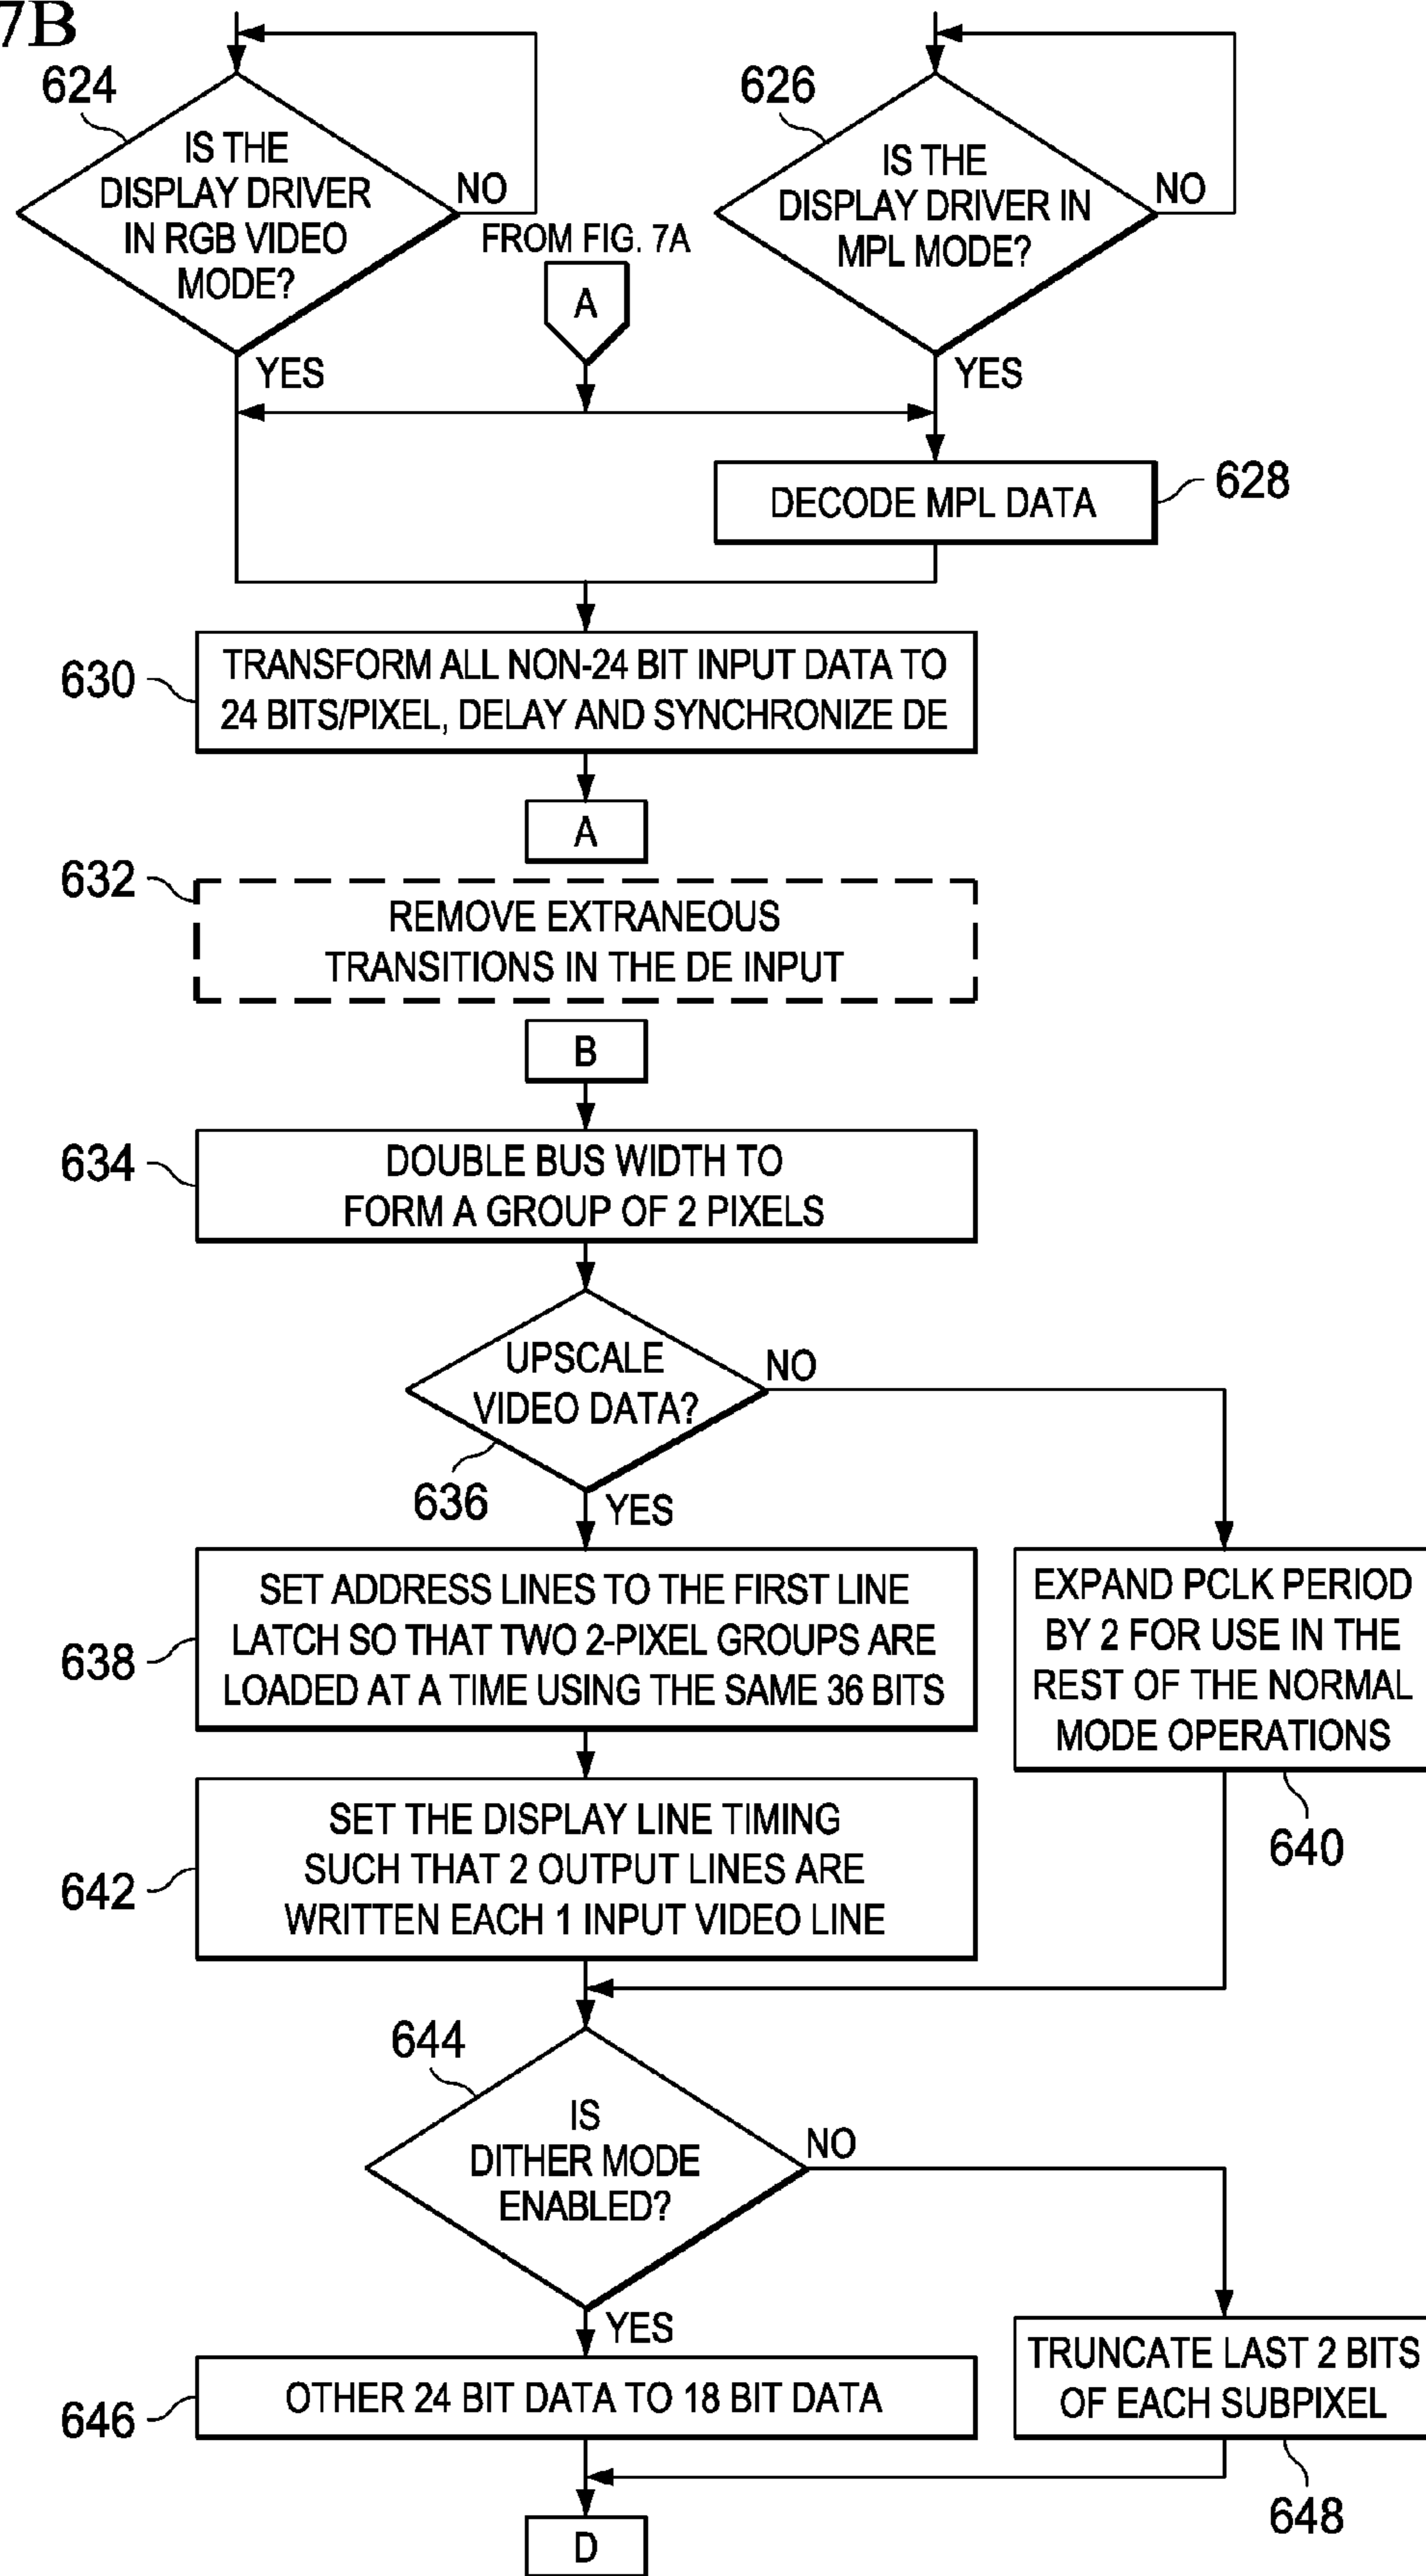 7B
624
IS THE
DISPLAY DRIVER
IN RGB VIDEO
MODE?
NO
YES
FROM FIG. 7A
A
626
IS THE
DISPLAY DRIVER IN
MPL MODE?
NO
YES
DECODE MPL DATA
628
630
TRANSFORM ALL NON-24 BIT INPUT DATA TO
24 BITS/PIXEL, DELAY AND SYNCHRONIZE DE
A
632
REMOVE EXTRANEOUS
TRANSITIONS IN THE DE INPUT
B
634
DOUBLE BUS WIDTH TO
FORM A GROUP OF 2 PIXELS
UPSCALE
VIDEO DATA?
NO
636
YES
638
SET ADDRESS LINES TO THE FIRST LINE
LATCH SO THAT TWO 2-PIXEL GROUPS ARE
LOADED AT A TIME USING THE SAME 36 BITS
EXPAND PCLK PERIOD
BY 2 FOR USE IN THE
REST OF THE NORMAL
MODE OPERATIONS
640
642
SET THE DISPLAY LINE TIMING
SUCH THAT 2 OUTPUT LINES ARE
WRITTEN EACH 1 INPUT VIDEO LINE
644
IS
DITHER MODE
ENABLED?
NO
YES
646
OTHER 24 BIT DATA TO 18 BIT DATA
TRUNCATE LAST 2 BITS
OF EACH SUBPIXEL
648
D